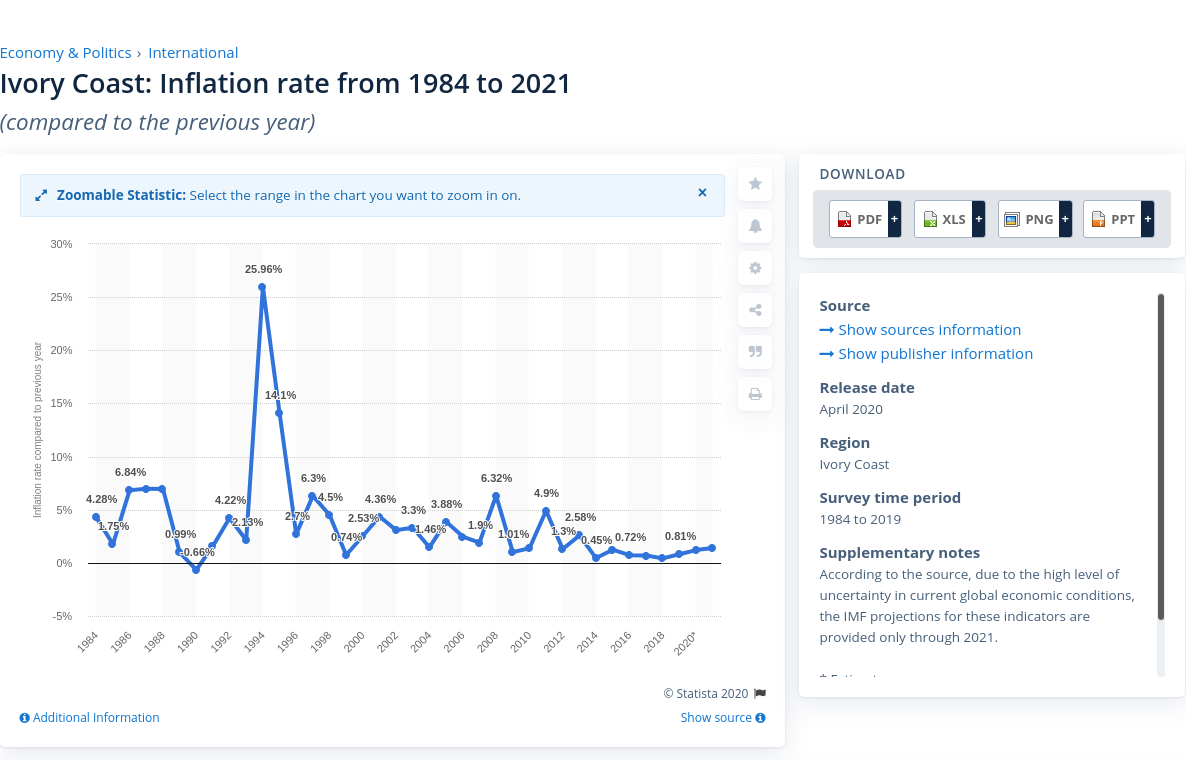 Economy & Politics › International
Ivory Coast: Inflation rate from 1984 to 2021
(compared to the previous year)
Zoomable Statistic: Select the range in the chart you want to zoom in on.
×
Inflation rate compared to previous year
30%
25%
20%
15%
10%
5%
0%
-5%
4.28%
1.75%
6.84%
0.99%
-0.66%
4.22%
2.13%
25.96%
14.1%
2.7%
6.3%
4.5%
0.74%
2.53%
4.36%
3.3%
1.46%
3.88%
1.9%
6.32%
1.01%
4.9%
1.3%
2.58%
0.45%
0.72%
0.81%
1984
1986
1988
1990
1992
1994
1996
1998
2000
2002
2004
2006
2008
2010
2012
2014
2016
2018
2020*
© Statista 2020
Additional Information
Show source
DOWNLOAD
PDF +
XLS +
PNG +
PPT +
Source
Show sources information
Show publisher information
Release date
April 2020
Region
Ivory Coast
Survey time period
1984 to 2019
Supplementary notes
According to the source, due to the high level of
uncertainty in current global economic conditions,
the IMF projections for these indicators are
provided only through 2021.